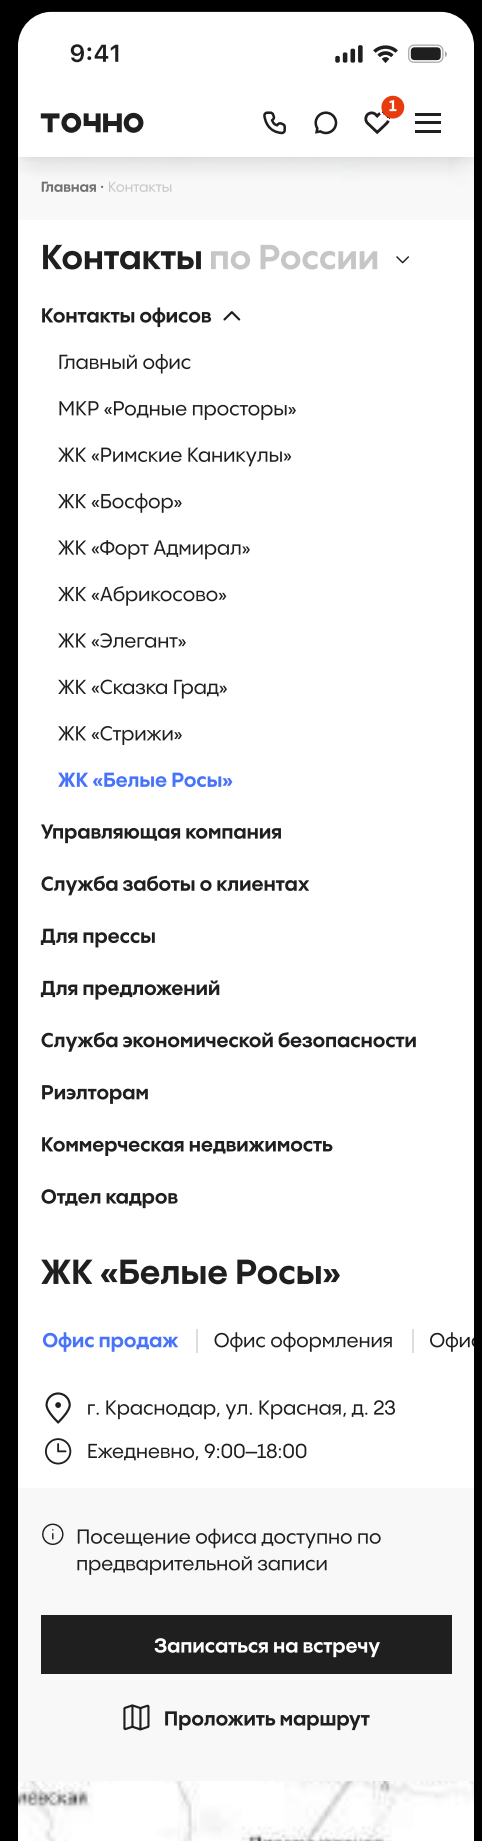 9:41
ТОЧНО
1
Главная · Контакты
Контакты по России
Контакты офисов
Главный офис
МКР «Родные просторы»
ЖК «Римские Каникулы»
ЖК «Босфор»
ЖК «Форт Адмирал»
ЖК «Абрикосово»
ЖК «Элегант»
ЖК «Сказка Град»
ЖК «Стрижи»
ЖК «Белые Росы»
Управляющая компания
Служба заботы о клиентах
Для прессы
Для предложений
Служба экономической безопасности
Риэлторам
Коммерческая недвижимость
Отдел кадров
ЖК «Белые Росы»
Офис продаж Офис оформления
г. Краснодар, ул. Красная, д. 23
Ежедневно, 9:00–18:00
Посещение офиса доступно по
предварительной записи
Записаться на встречу
Проложить маршрут